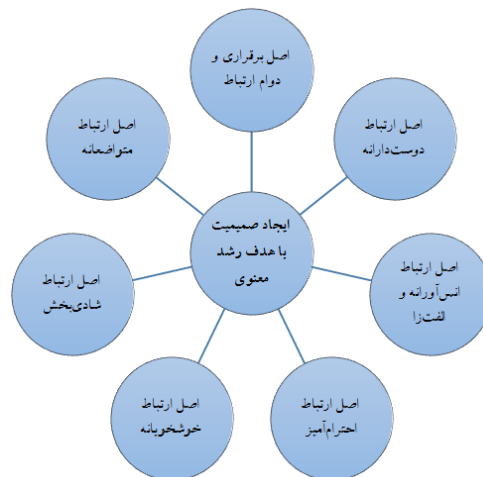 اصل برقراری و
دوام ارتباط
اصل ارتباط
دوست‌دارانه
اصل ارتباط
انس‌آورانه و
الفت‌زا
اصل ارتباط
احترام‌آمیز
اصل ارتباط
خوشخویانه
اصل ارتباط
شادی‌بخش
اصل ارتباط
متواضعانه
ایجاد صمیمیت
با هدف رشد
معنوی